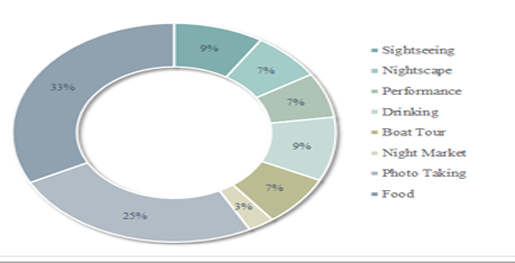 9%
7%
7%
9%
7%
3%
25%
33%
Sightseeing
Nightscape
Performance
Drinking
Boat Tour
Night Market
Photo Taking
Food